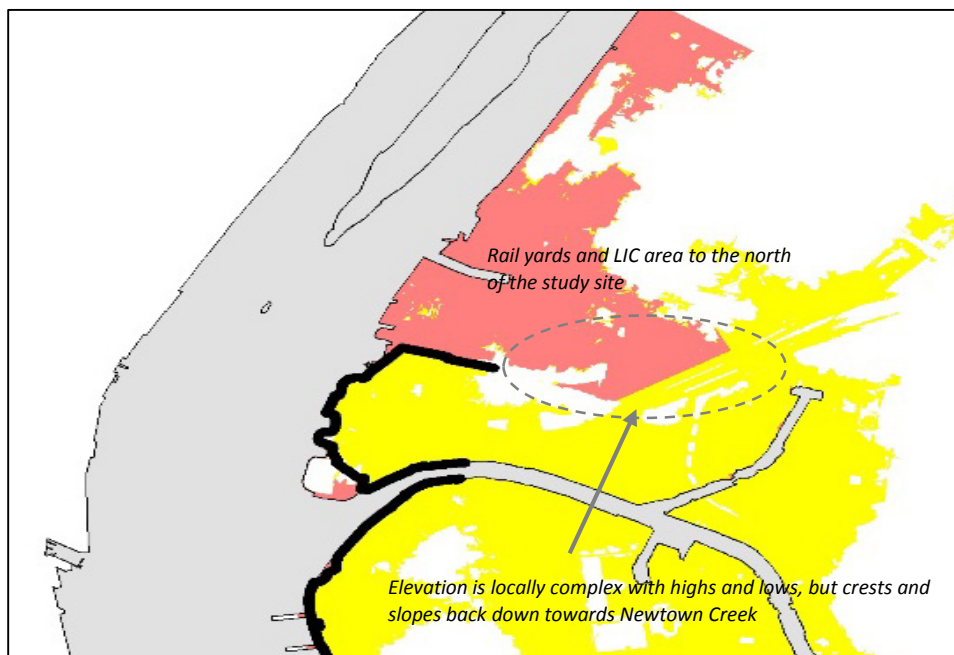 Rail yards and LIC area to the north
of the study site
Elevation is locally complex with highs and lows, but crests and
slopes back down towards Newtown Creek